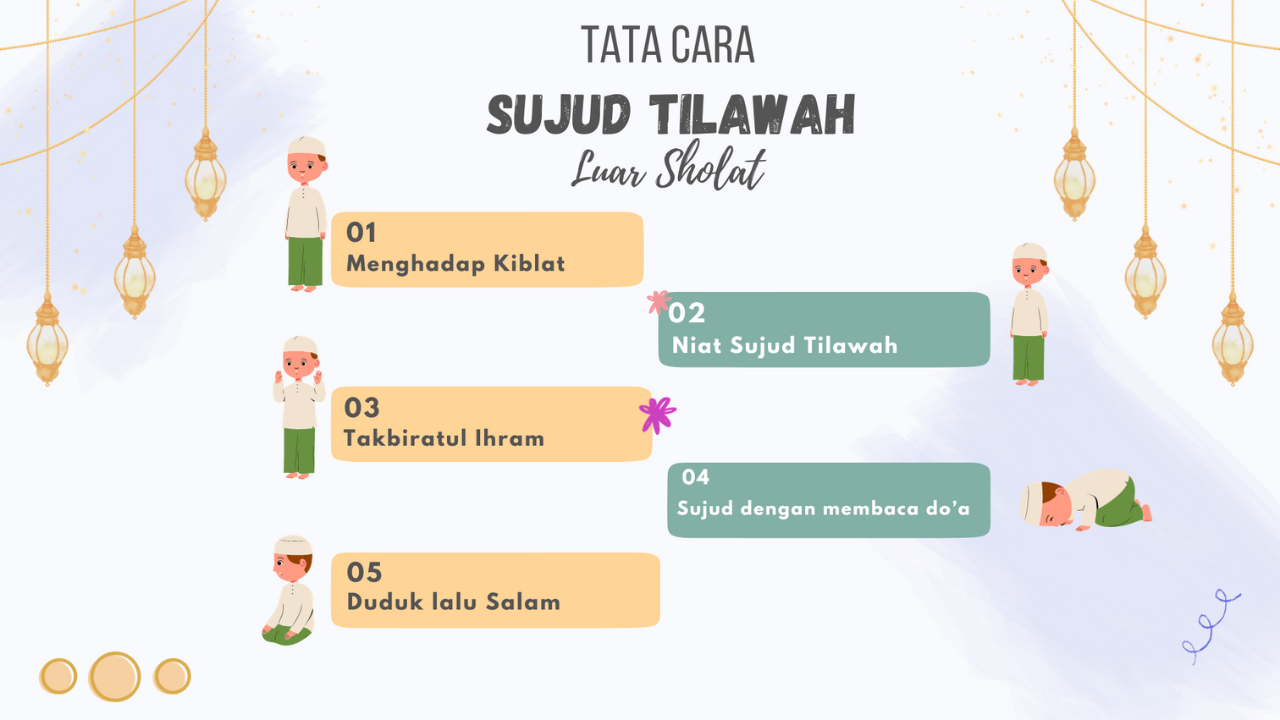 TATA CARA
SUJUD TILAWAH
Luar Sholat
01
Menghadap Kiblat
02
Niat Sujud Tilawah
03
Takbiratul Ihram
04
Sujud dengan membaca do'a
05
Duduk lalu Salam